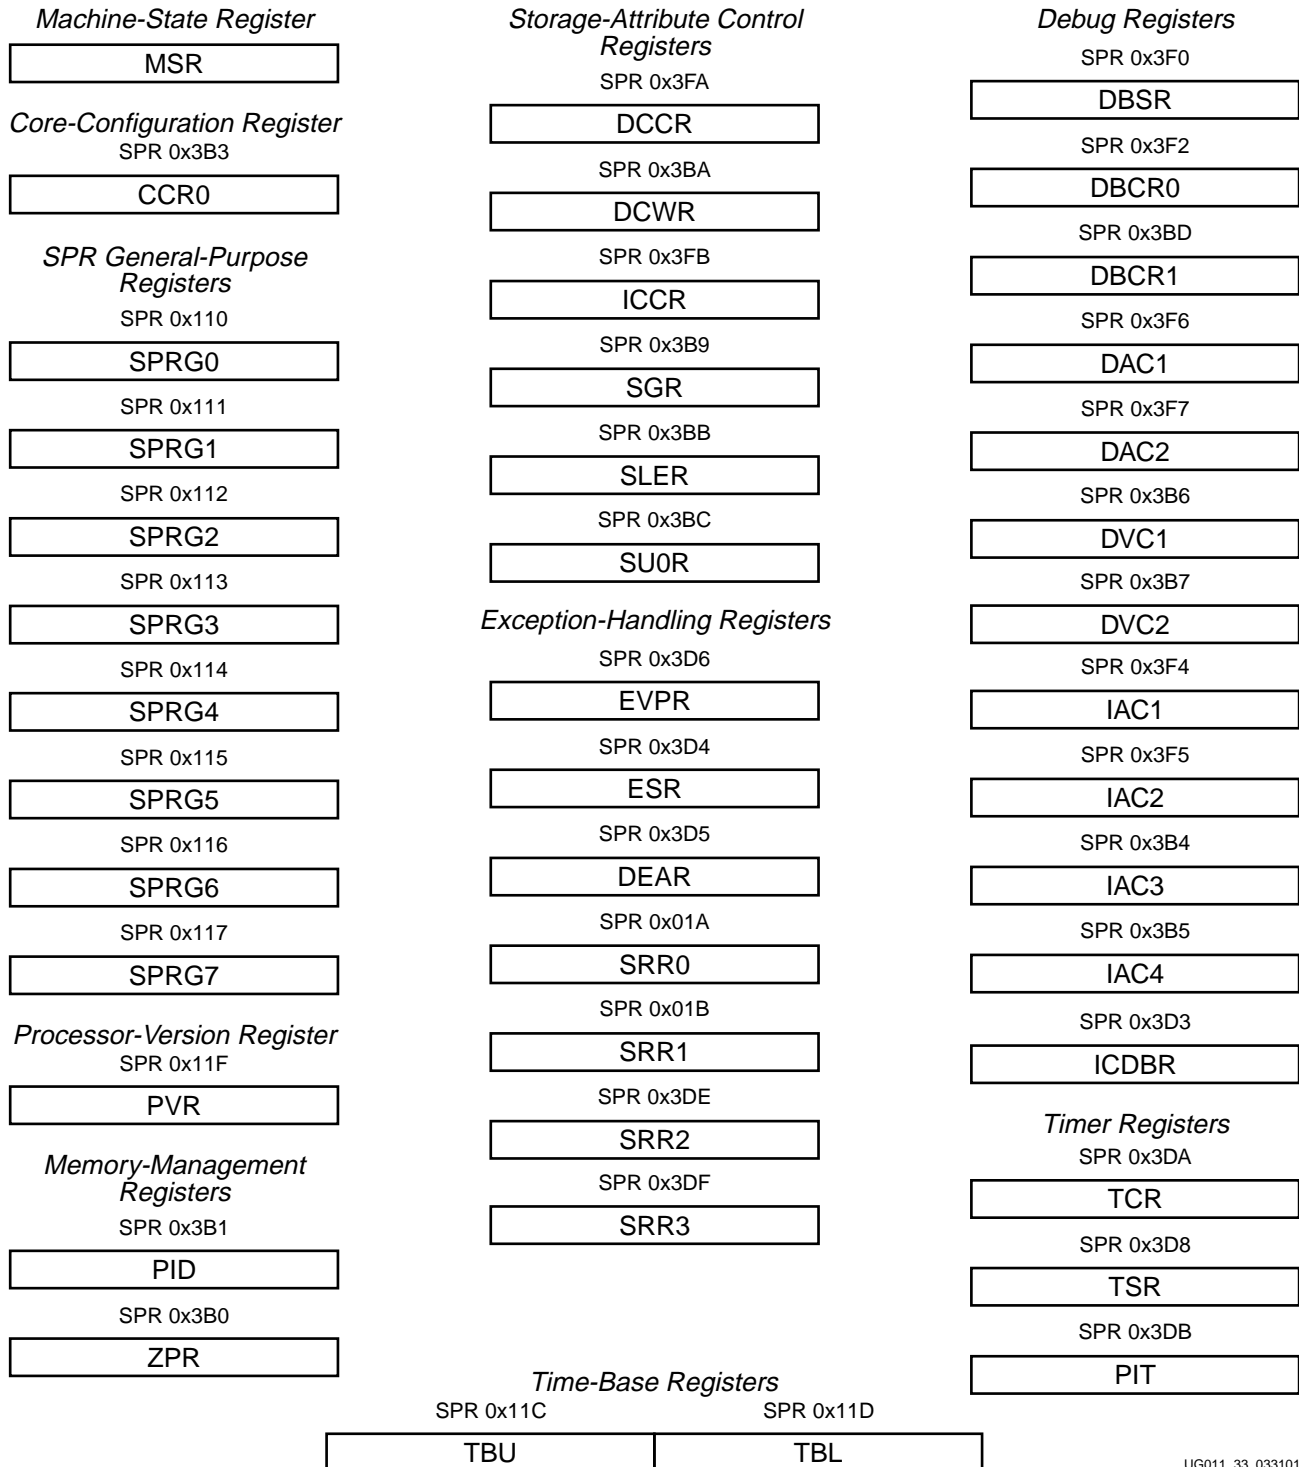 Machine-State Register
MSR
Core-Configuration Register
SPR 0x3B3
CCR0
SPR General-Purpose
Registers
SPR 0x110
SPRG0
SPR 0x111
SPRG1
SPR 0x112
SPRG2
SPR 0x113
SPRG3
SPR 0x114
SPRG4
SPR 0x115
SPRG5
SPR 0x116
SPRG6
SPR 0x117
SPRG7
Processor-Version Register
SPR 0x11F
PVR
Memory-Management
Registers
SPR 0x3B1
PID
SPR 0x3B0
ZPR
Storage-Attribute Control
Registers
SPR 0x3FA
DCCR
SPR 0x3BA
DCWR
SPR 0x3FB
ICCR
SPR 0x3B9
SGR
SPR 0x3BB
SLER
SPR 0x3BC
SU0R
Exception-Handling Registers
SPR 0x3D6
EVPR
SPR 0x3D4
ESR
SPR 0x3D5
DEAR
SPR 0x01A
SRR0
SPR 0x01B
SRR1
SPR 0x3DE
SRR2
SPR 0x3DF
SRR3
Debug Registers
SPR 0x3F0
DBSR
SPR 0x3F2
DBCR0
SPR 0x3BD
DBCR1
SPR 0x3F6
DAC1
SPR 0x3F7
DAC2
SPR 0x3B6
DVC1
SPR 0x3B7
DVC2
SPR 0x3F4
IAC1
SPR 0x3F5
IAC2
SPR 0x3B4
IAC3
SPR 0x3B5
IAC4
SPR 0x3D3
ICDBR
Timer Registers
SPR 0x3DA
TCR
SPR 0x3D8
TSR
SPR 0x3DB
PIT
Time-Base Registers
SPR 0x11C SPR 0x11D
TBU TBL
UG011_33_033101